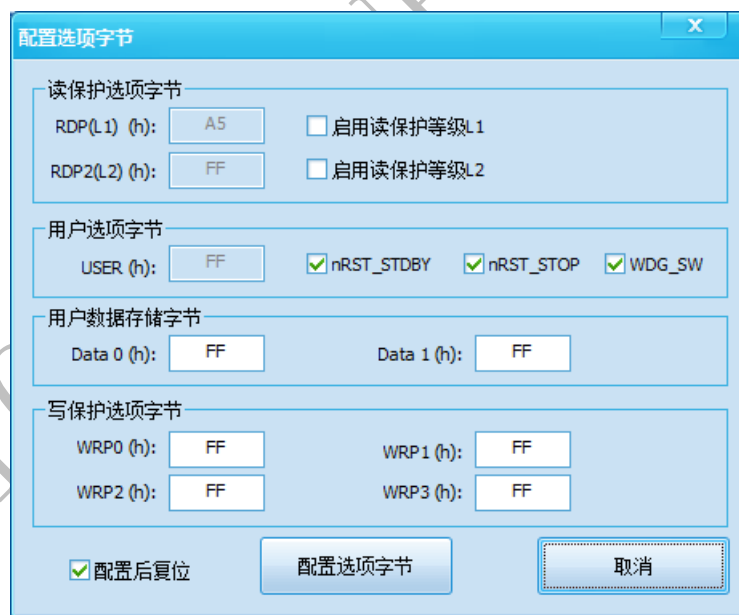 配置选项字节
X
读保护选项字节
RDP(L1) (h): A5 启用读保护等级L1
RDP2(L2) (h): FF 启用读保护等级L2
用户选项字节
USER (h): FF nRST_STDBY nRST_STOP WDG_SW
用户数据存储字节
Data 0 (h): FF Data 1 (h): FF
写保护选项字节
WRP0 (h): FF WRP1 (h): FF
WRP2 (h): FF WRP3 (h): FF
配置后复位 配置选项字节 取消